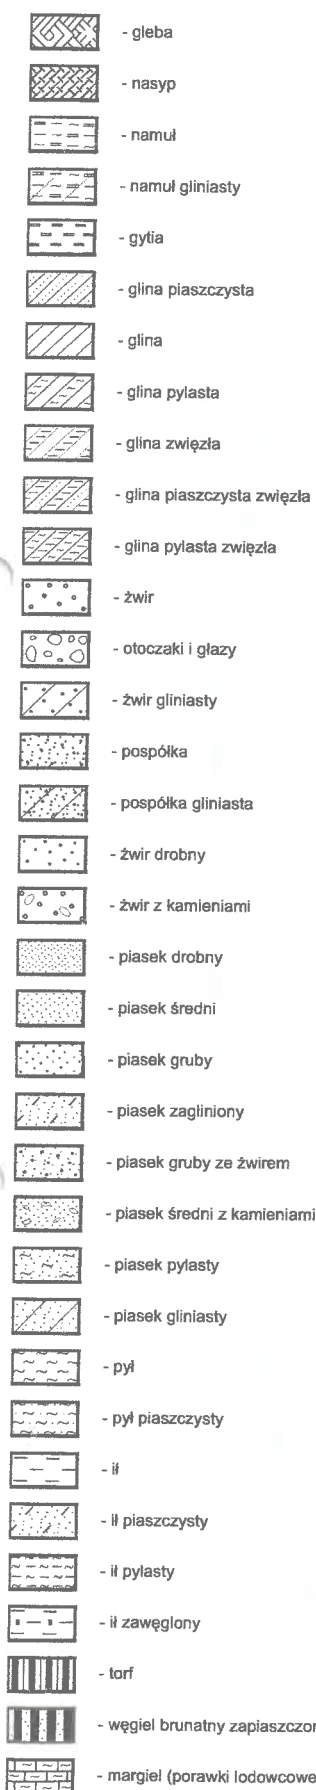 - gleba
- nasyp
- namuł
- namuł gliniasty
- gytia
- glina piaszczysta
- glina
- glina pylasta
- glina zwięzła
- glina piaszczysta zwięzła
- glina pylasta zwięzła
- żwir
- otoczaki i głazy
- żwir gliniasty
- pospółka
- pospółka gliniasta
- żwir drobny
- żwir z kamieniami
- piasek drobny
- piasek średni
- piasek gruby
- piasek zagliniony
- piasek gruby ze żwirem
- piasek średni z kamieniami
- piasek pylasty
- piasek gliniasty
- pył
- pył piaszczysty
- ił
- ił piaszczysty
- ił pylasty
- ił zawęglony
- torf
- węgiel brunatny zapiaszczor
- margiel (porawki lodowcowe